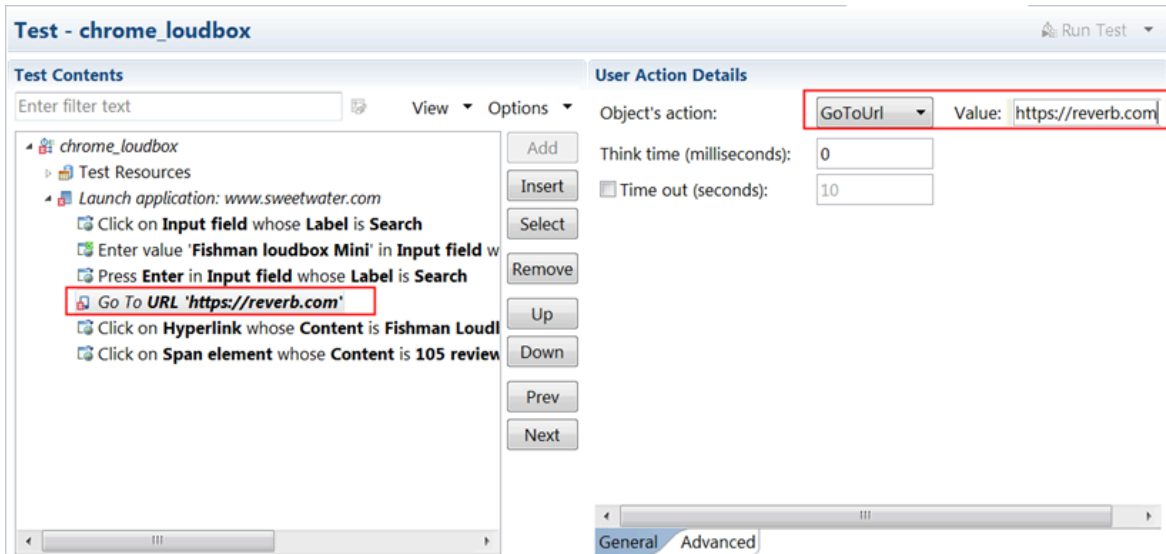 Test - chrome_loudbox
Run Test
Test Contents
Enter filter text
View
Options
chrome_loudbox
Test Resources
Launch application: www.sweetwater.com
Click on Input field whose Label is Search
Enter value 'Fishman loudbox Mini' in Input field w
Press Enter in Input field whose Label is Search
Go To URL 'https://reverb.com'
Click on Hyperlink whose Content is Fishman Loudl
Click on Span element whose Content is 105 review
Add
Insert
Select
Remove
Up
Down
Prev
Next
User Action Details
Object's action:
GoToUrl
Value:
https://reverb.com
Think time (milliseconds):
0
Time out (seconds):
10
General
Advanced